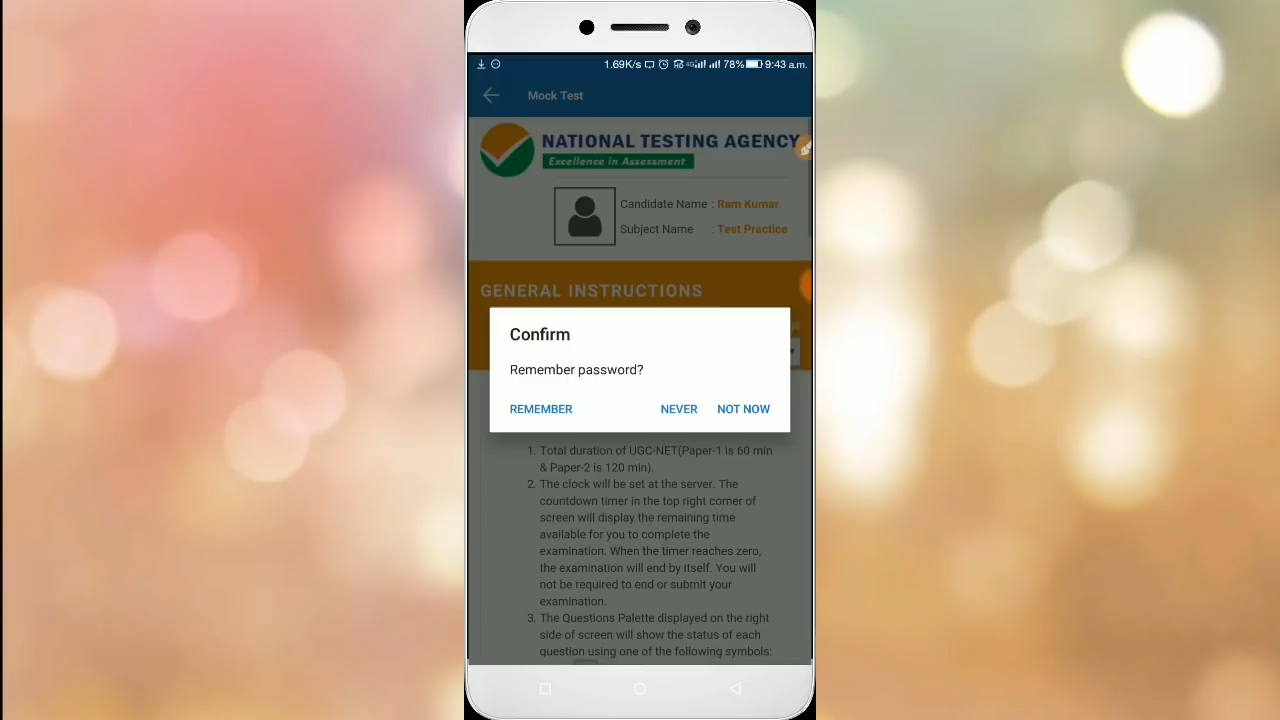 1.69K/s 78% 9:43 a.m.
Mock Test
NATIONAL TESTING AGENCY
Excellence in Assessment
Candidate Name : Ram Kumar
Subject Name : Test Practice
GENERAL INSTRUCTIONS
Confirm
Remember password?
REMEMBER NEVER NOT NOW
1. Total duration of UGC-NET(Paper-1 is 60 min
& Paper-2 is 120 min).
2. The clock will be set at the server. The
countdown timer in the top right corner of
screen will display the remaining time
available for you to complete the
examination. When the timer reaches zero,
the examination will end by itself. You will
not be required to end or submit your
examination.
3. The Questions Palette displayed on the right
side of screen will show the status of each
question using one of the following symbols: